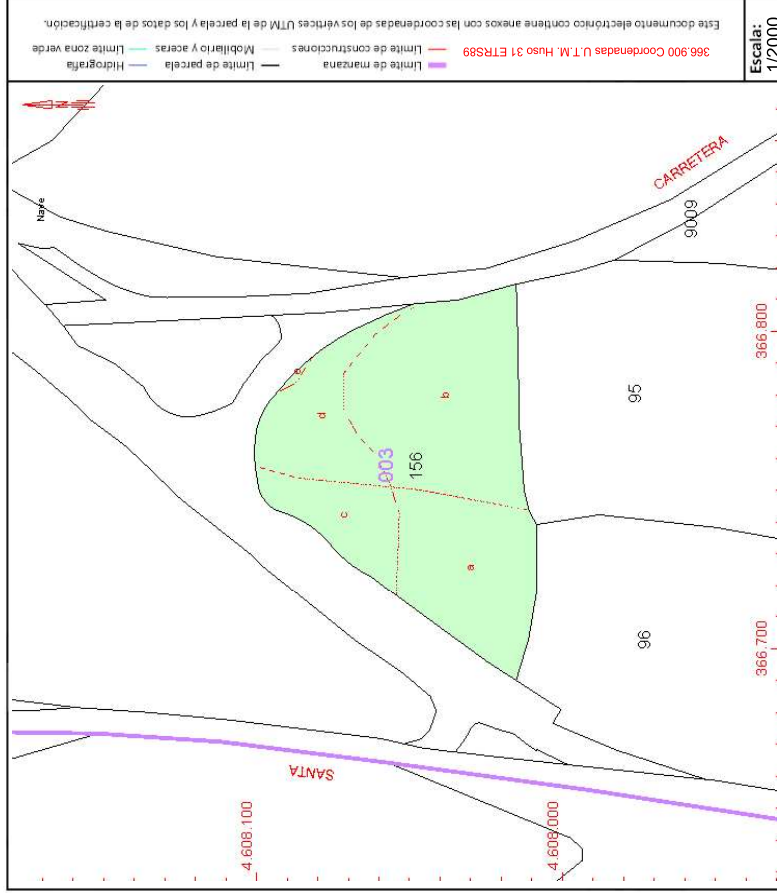 Este documento electrónico contiene anexos con las coordenadas de los vértices UTM de la parcela y los datos de la certificación.
366.900 Coordenadas U.T.M. Huso 31 ETRS89
Límite de manzana
Límite de parcela
Hidrografía
Límite de construcciones
Mobiliario y aceras
Límite zona verde
Escala:
1/2000
N
Nave
CARRETERA
9009
366.800
e
d
b
903
156
95
c
a
96
366.700
SANTA
4.608.100
4.608.000